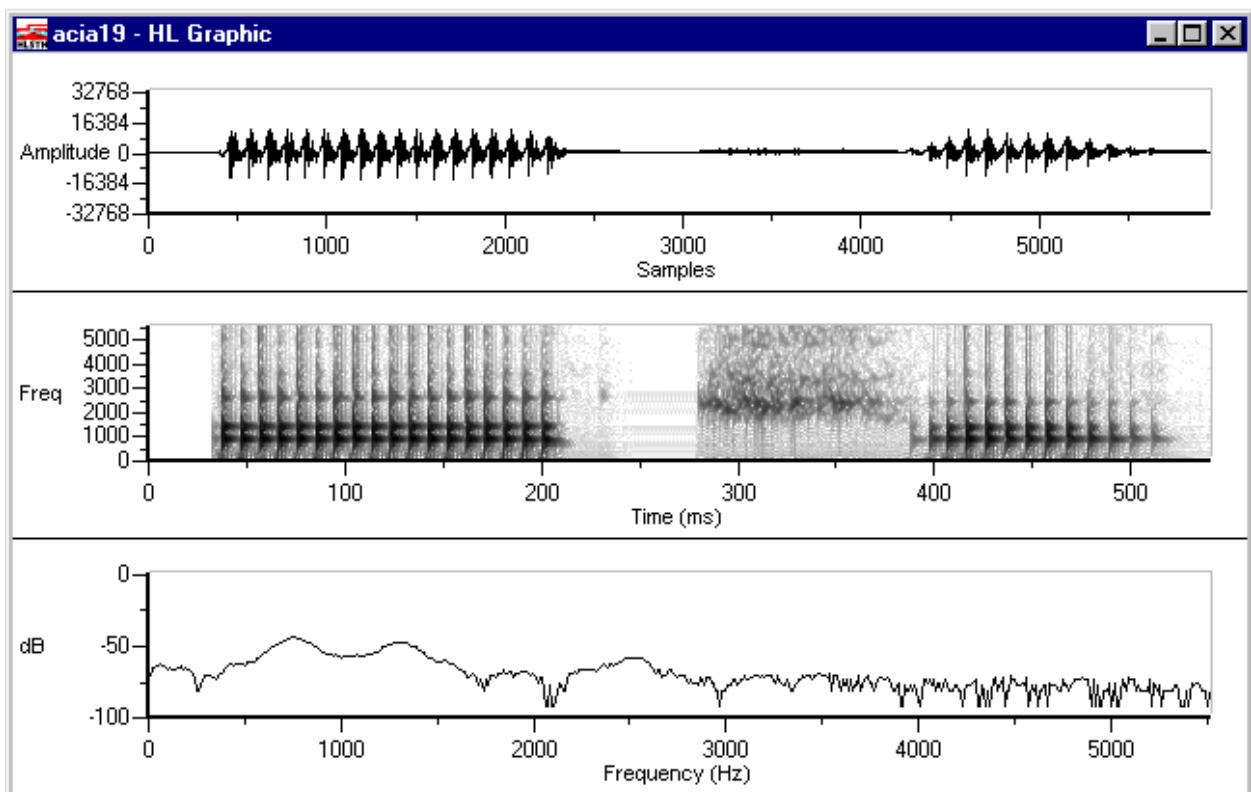 HLSYN acia19 - HL Graphic
32768
16384
Amplitude 0
-16384
-32768
0 1000 2000 3000 4000 5000
Samples
5000
4000
Freq 3000
2000
1000
0
0 100 200 300 400 500
Time (ms)
0
dB -50
-100
0 1000 2000 3000 4000 5000
Frequency (Hz)